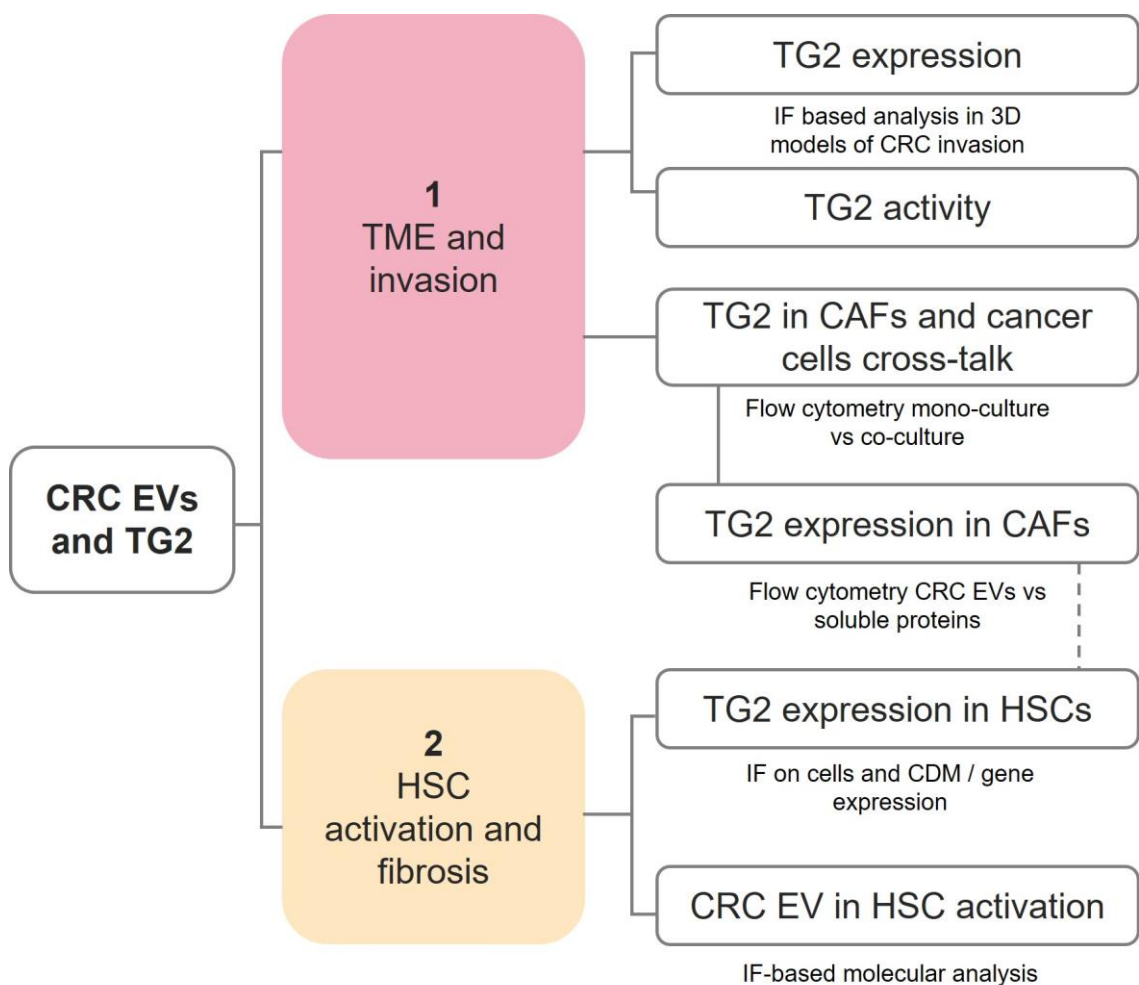 CRC EVs
and TG2
1
TME and
invasion
TG2 expression
IF based analysis in 3D
models of CRC invasion
TG2 activity
TG2 in CAFs and cancer
cells cross-talk
Flow cytometry mono-culture
vs co-culture
TG2 expression in CAFs
Flow cytometry CRC EVs vs
soluble proteins
2
HSC
activation and
fibrosis
TG2 expression in HSCs
IF on cells and CDM / gene
expression
CRC EV in HSC activation
IF-based molecular analysis